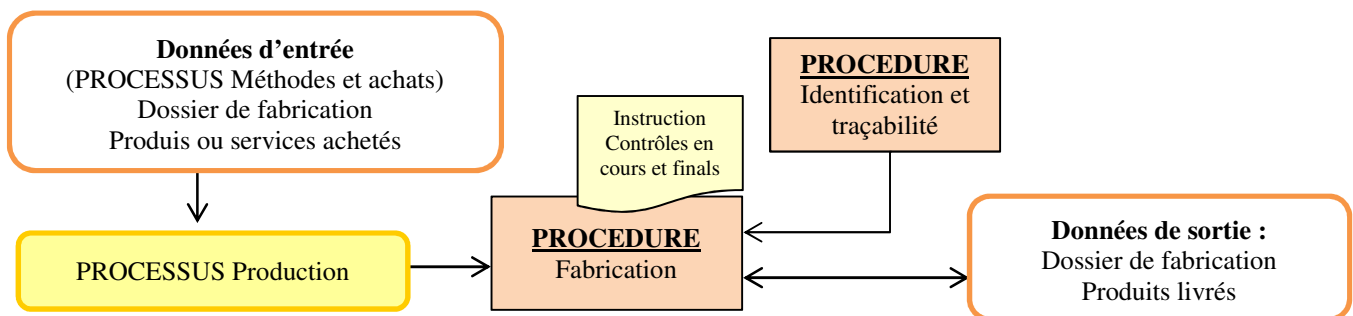 Données d'entrée
(PROCESSUS Méthodes et achats)
Dossier de fabrication
Produis ou services achetés
PROCEDURE
Identification et
traçabilité
Instruction
Contrôles en
cours et finals
PROCESSUS Production
PROCEDURE
Fabrication
Données de sortie :
Dossier de fabrication
Produits livrés